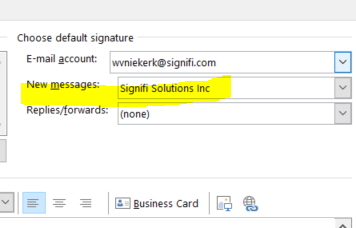 Choose default signature
E-mail account: wvniekerk@signifi.com
New messages: Signifi Solutions Inc
Replies/forwards: (none)
Business Card